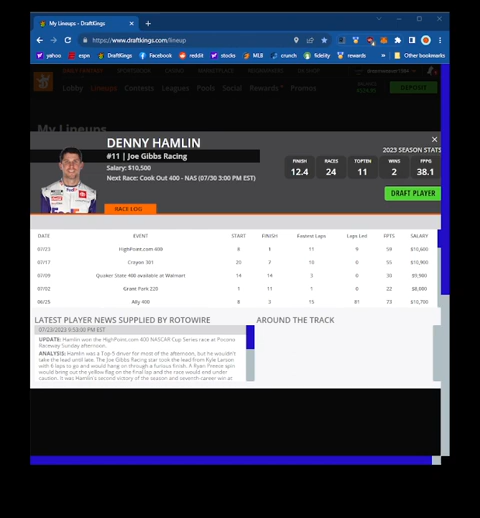 My Lineups - DraftKings
https://www.draftkings.com/lineup
yahoo espn DraftKings Facebook reddit stocks MLB crunch fidelity rewards » Other bookmarks
Lobby Lineups Contests Leagues Pools Social Rewards Promos
My Lineups
DENNY HAMLIN
#11 | Joe Gibbs Racing
Salary: $10,500
Next Race: Cook Out 400 - NAS (07/30 3:00 PM EST)
2023 SEASON STATS
FINISH RACES TOPTEN WINS FPPG
12.4 24 11 2 38.1
DRAFT PLAYER
RACE LOG
DATE EVENT START FINISH Fastest Laps Laps Led FPTS SALARY
07/23 HighPoint.com 400 8 1 11 9 59 $10,600
07/17 Crayon 301 20 7 10 0 55 $10,900
07/09 Quaker State 400 available at Walmart 14 14 3 0 30 $9,900
07/02 Grant Park 220 1 11 1 0 22 $8,000
06/25 Ally 400 8 3 15 81 73 $10,700
LATEST PLAYER NEWS SUPPLIED BY ROTOWIRE
07/23/2023 9:53:00 PM EST
UPDATE: Hamlin won the HighPoint.com 400 NASCAR Cup Series race at Pocono
Raceway Sunday afternoon.
ANALYSIS: Hamlin was a Top 5 driver for most of the afternoon, but he wouldn't
take the lead until late. The Joe Gibbs Racing star took the lead from Kyle Larson
with 6 laps to go and would hang on through a furious finish. A Ryan Preece spin
would bring out the yellow flag on the final lap and the race would end under
caution. It was Hamlin's second victory of the season and seventh career win at
AROUND THE TRACK